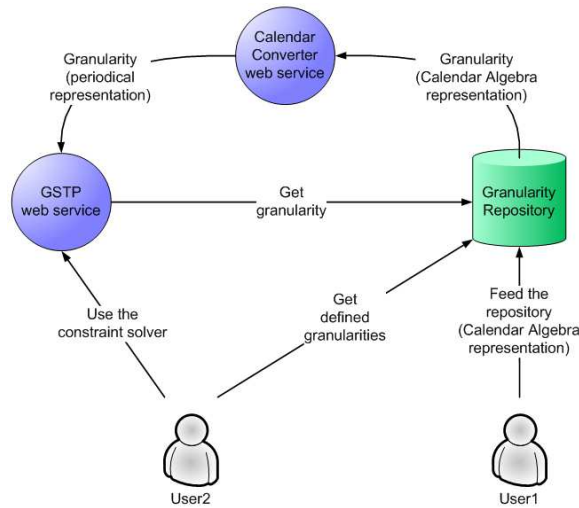 Calendar
Converter
web service
Granularity
(periodical
representation)
Granularity
(Calendar Algebra
representation)
GSTP
web service
Get
granularity
Granularity
Repository
Use the
constraint solver
Get
defined
granularities
Feed the
repository
(Calendar Algebra
representation)
User2
User1